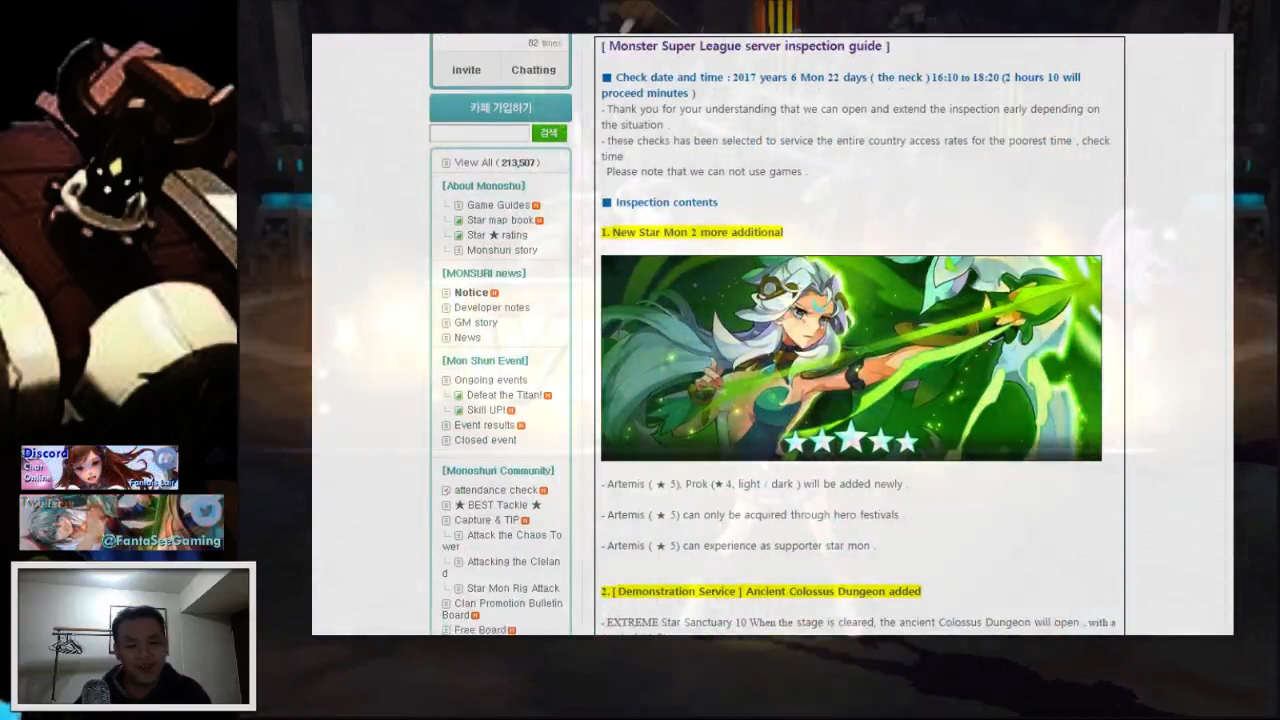 82 times
invite
Chatting
카페 가입하기
검색
View All ( 213,507 )
[About Monoshu]
Game Guides N
Star map book N
Star ★ rating
Monshuri story
[MONSURI news]
Notice N
Developer notes
GM story
News
[Mon Shuri Event]
Ongoing events
Defeat the Titan! N
Skill UP! N
Event results N
Closed event
[Monoshuri Community]
attendance check N
★ BEST Tackle ★
Capture & TIP N
Attack the Chaos To
wer
Attacking the Clelan
d
Star Mon Rig Attack
Clan Promotion Bulletin
Board N
Free Board N
[ Monster Super League server inspection guide ]
■ Check date and time : 2017 years 6 Mon 22 days ( the neck ) 16:10 to 18:20 (2 hours 10 will
proceed minutes )
- Thank you for your understanding that we can open and extend the inspection early depending on
the situation .
- these checks has been selected to service the entire country access rates for the poorest time , check
time
Please note that we can not use games .
■ Inspection contents
1. New Star Mon 2 more additional
- Artemis ( ★ 5), Prok (★ 4, light / dark ) will be added newly .
- Artemis ( ★ 5) can only be acquired through hero festivals .
- Artemis ( ★ 5) can experience as supporter star mon .
2. [ Demonstration Service ] Ancient Colossus Dungeon added
- EXTREME Star Sanctuary 10 When the stage is cleared, the ancient Colossus Dungeon will open . with a
Discord
Chat
Online
@FantaSeeGaming